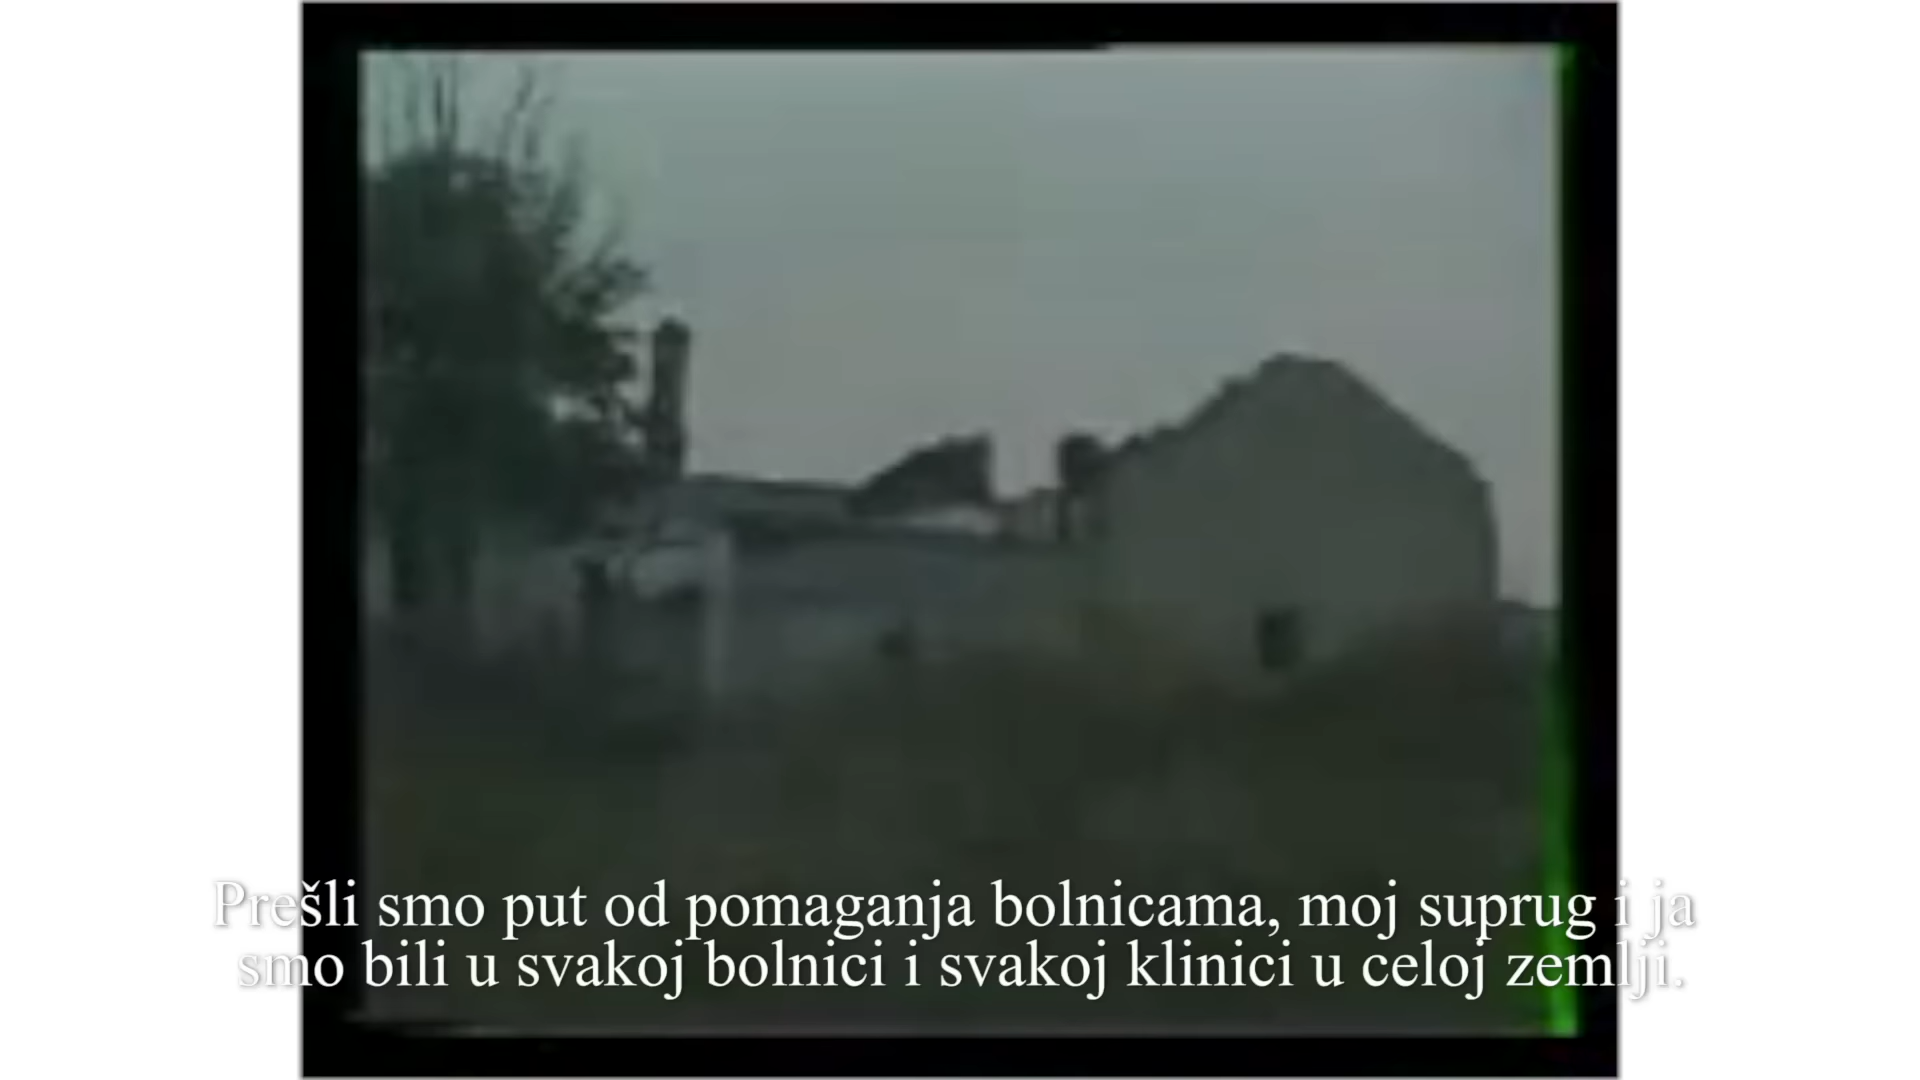 Prešli smo put od pomaganja bolnicama, moj suprug i ja
smo bili u svakoj bolnici i svakoj klinici u celoj zemlji.